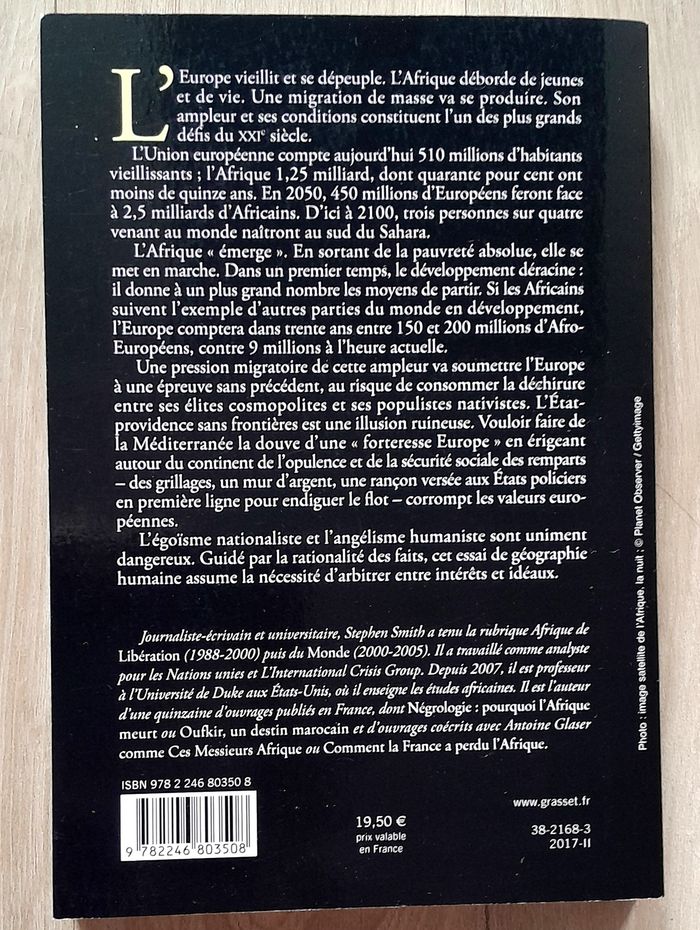 L'Europe vieillit et se dépeuple. L'Afrique déborde de jeunes
et de vie. Une migration de masse va se produire. Son
ampleur et ses conditions constituent l'un des plus grands
défis du XXIe siècle.
L'Union européenne compte aujourd'hui 510 millions d'habitants
vieillissants ; l'Afrique 1,25 milliard, dont quarante pour cent ont
moins de quinze ans. En 2050, 450 millions d'Européens feront face
à 2,5 milliards d'Africains. D'ici à 2100, trois personnes sur quatre
venant au monde naîtront au sud du Sahara.
L'Afrique « émerge ». En sortant de la pauvreté absolue, elle se
met en marche. Dans un premier temps, le développement déracine :
il donne à un plus grand nombre les moyens de partir. Si les Africains
suivent l'exemple d'autres parties du monde en développement,
l'Europe comptera dans trente ans entre 150 et 200 millions d'Afro-
Européens, contre 9 millions à l'heure actuelle.
Une pression migratoire de cette ampleur va soumettre l'Europe
à une épreuve sans précédent, au risque de consommer la déchirure
entre ses élites cosmopolites et ses populistes nativistes. L'État-
providence sans frontières est une illusion ruineuse. Vouloir faire de
la Méditerranée la douve d'une « forteresse Europe » en érigeant
autour du continent de l'opulence et de la sécurité sociale des remparts
– des grillages, un mur d'argent, une rançon versée aux États policiers
en première ligne pour endiguer le flot – corrompt les valeurs euro-
péennes.
L'égoïsme nationaliste et l'angélisme humaniste sont uniment
dangereux. Guidé par la rationalité des faits, cet essai de géographie
humaine assume la nécessité d'arbitrer entre intérêts et idéaux.
Journaliste-écrivain et universitaire, Stephen Smith a tenu la rubrique Afrique de
Libération (1988-2000) puis du Monde (2000-2005). Il a travaillé comme analyste
pour les Nations unies et L'International Crisis Group. Depuis 2007, il est professeur
à l'Université de Duke aux États-Unis, où il enseigne les études africaines. Il est l'auteur
d'une quinzaine d'ouvrages publiés en France, dont Négrologie : pourquoi l'Afrique
meurt ou Oufkir, un destin marocain et d'ouvrages coécrits avec Antoine Glaser
comme Ces Messieurs Afrique ou Comment la France a perdu l'Afrique.
Photo : image satellite de l'Afrique, la nuit ; © Planet Observer / Gettyimage
ISBN 978 2 246 80350 8
9 782246 803508
19,50 €
prix valable
en France
www.grasset.fr
38-2168-3
2017-II